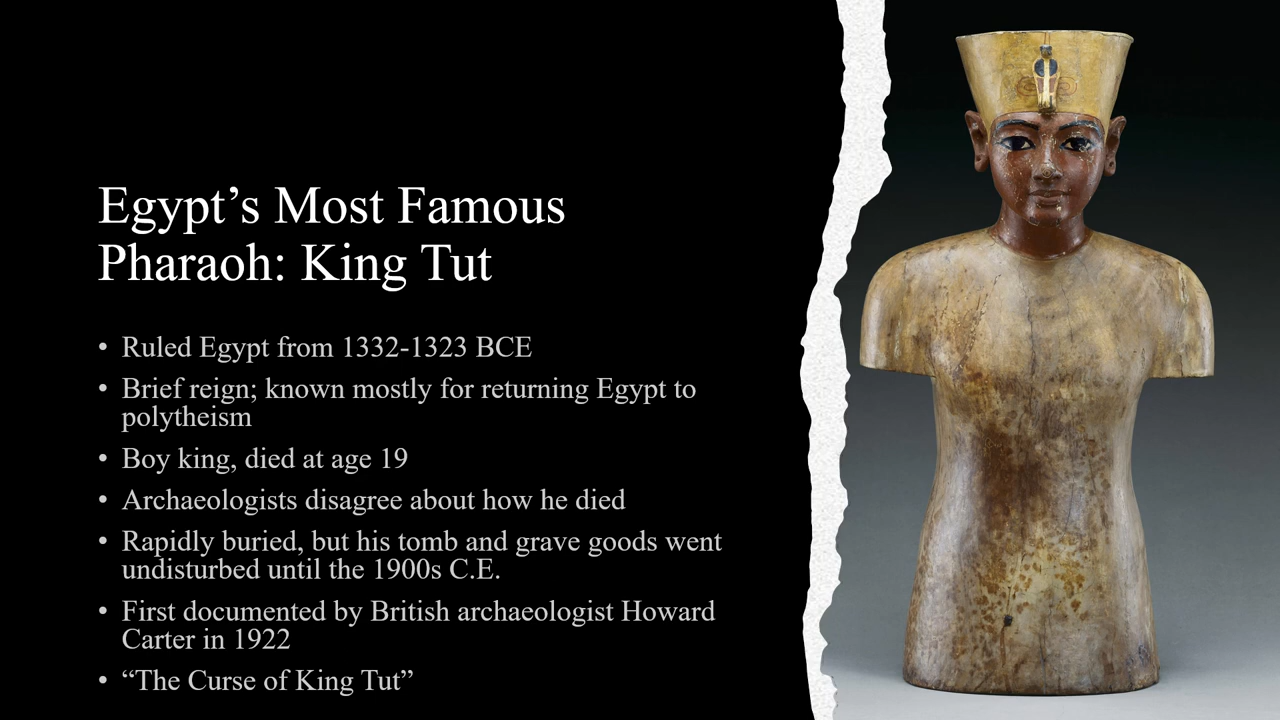 Egypt’s Most Famous
Pharaoh: King Tut
• Ruled Egypt from 1332-1323 BCE
• Brief reign; known mostly for returning Egypt to
polytheism
• Boy king, died at age 19
• Archaeologists disagree about how he died
• Rapidly buried, but his tomb and grave goods went
undisturbed until the 1900s C.E.
• First documented by British archaeologist Howard
Carter in 1922
• “The Curse of King Tut”